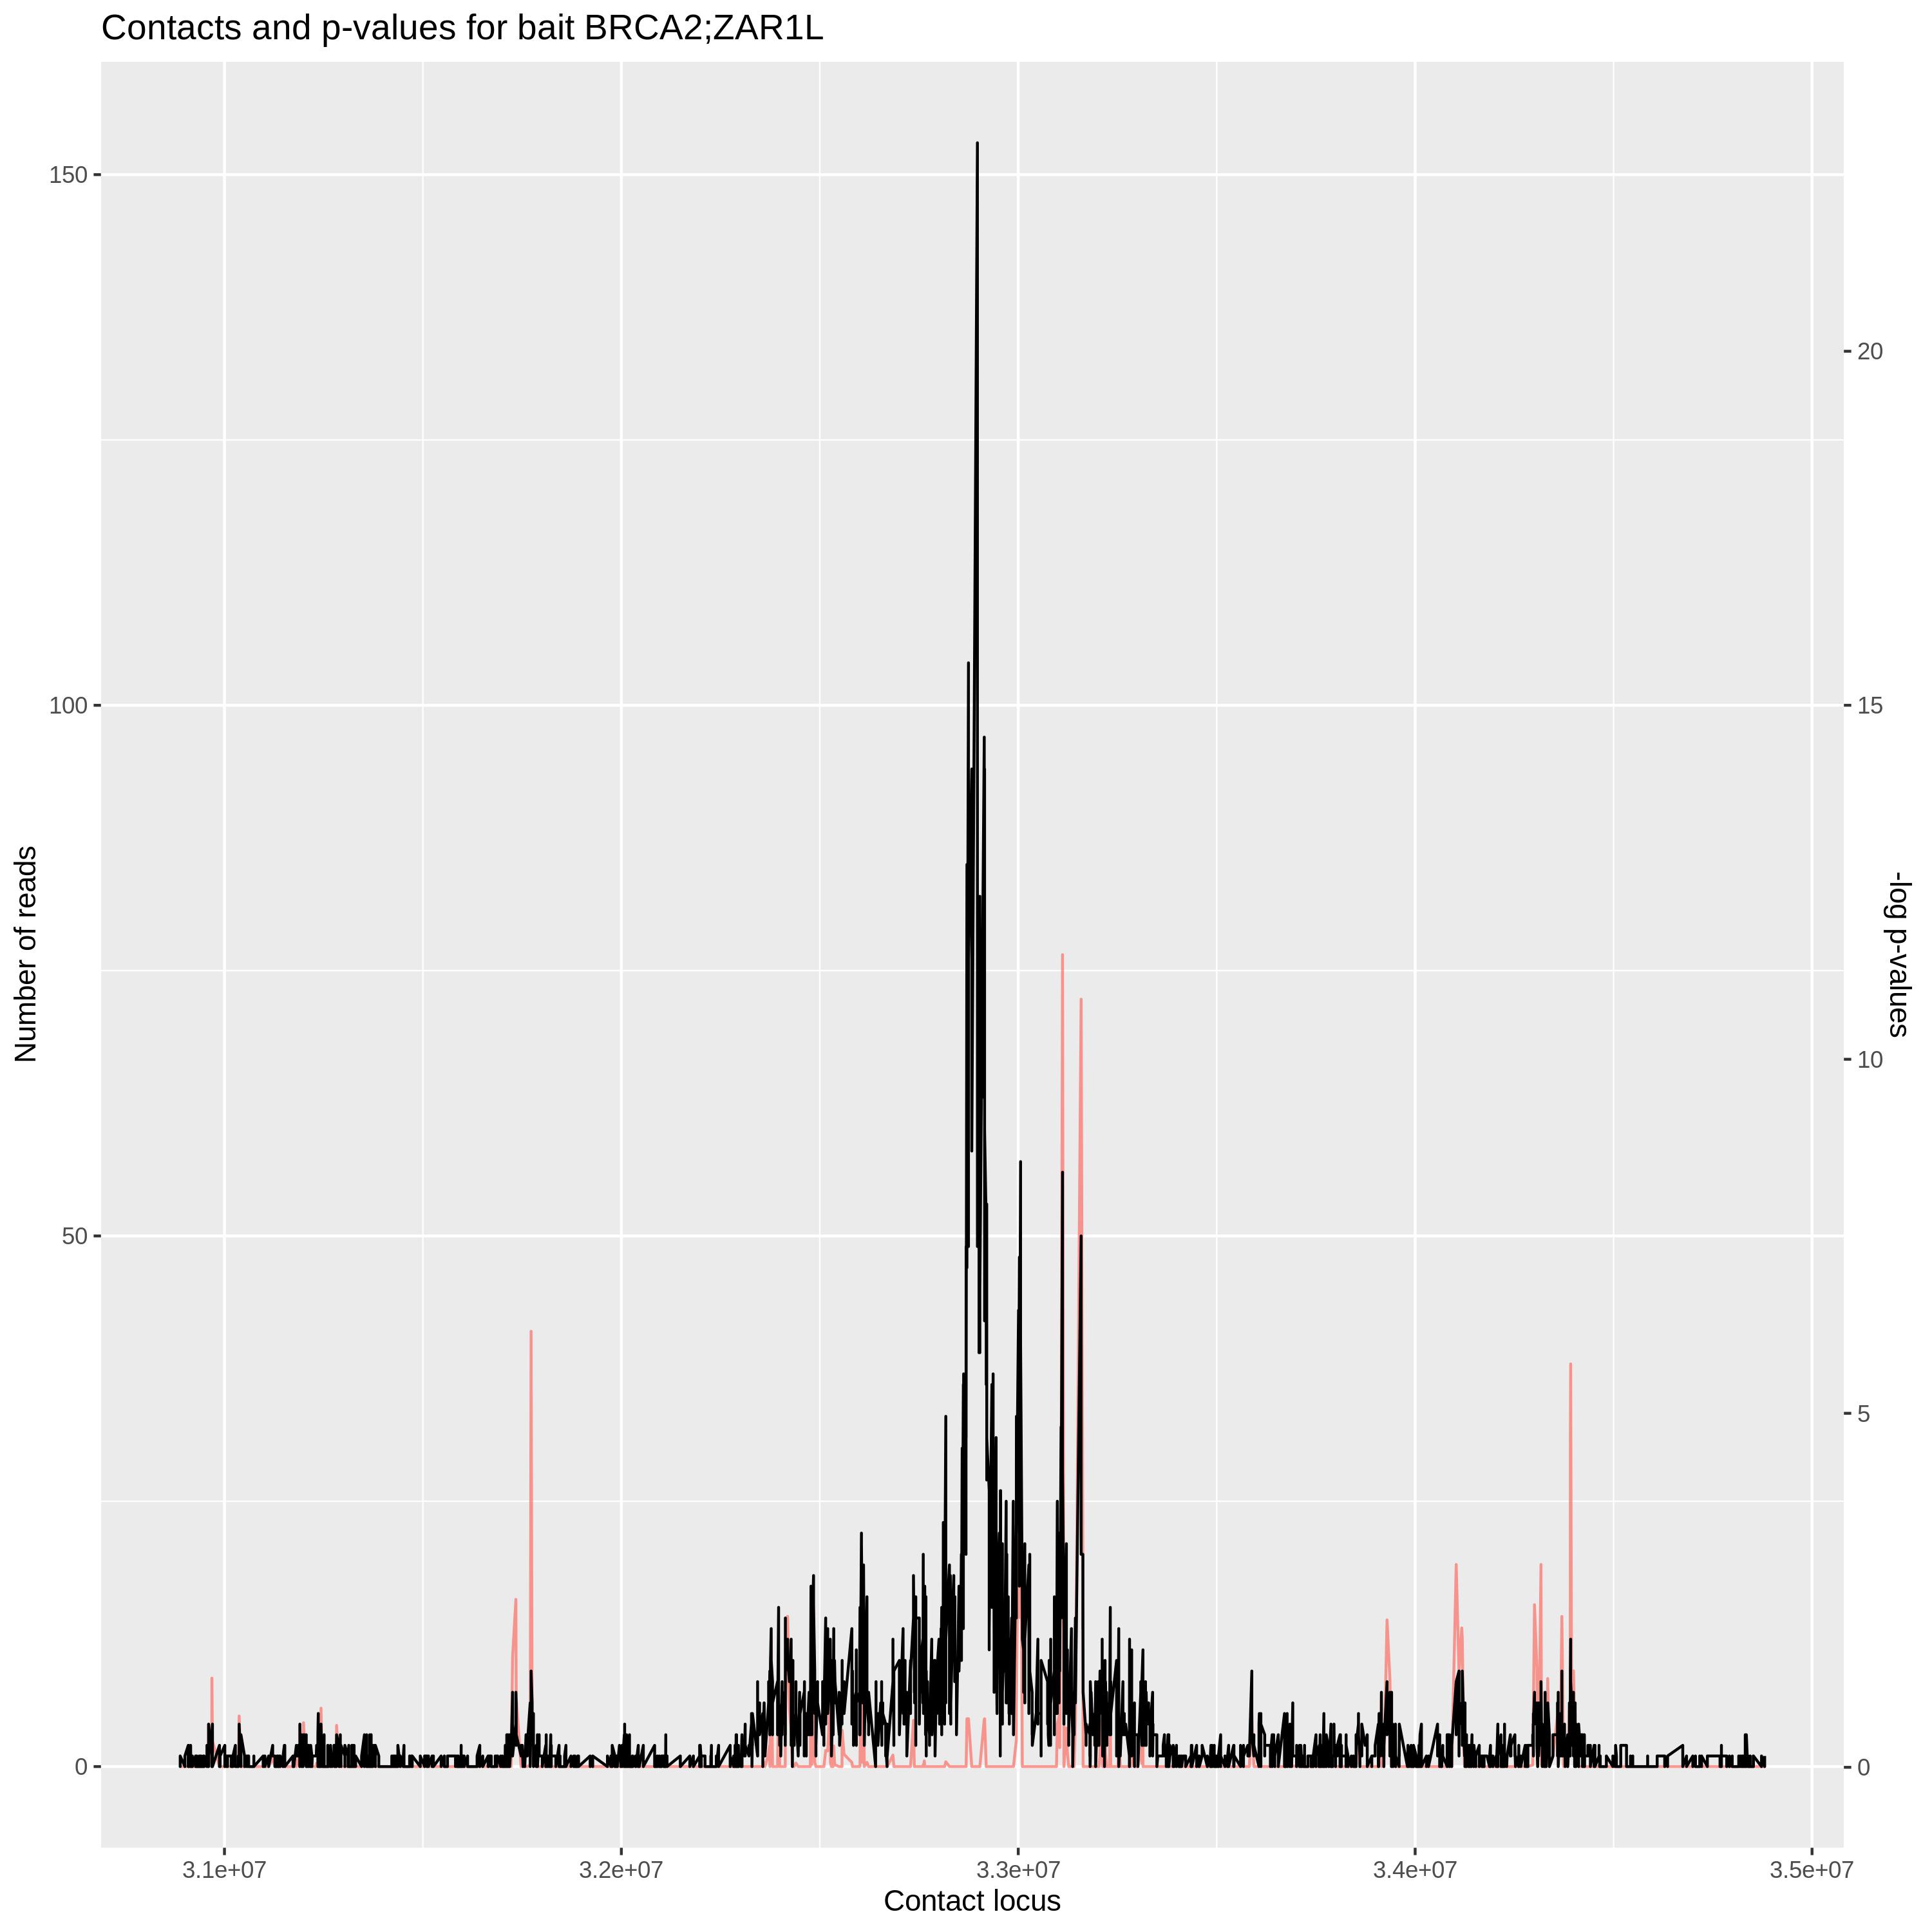 Contacts and p-values for bait BRCA2;ZAR1L
150
100
50
0
Number of reads
20
15
10
5
0
-log p-values
3.1e+07 3.2e+07 3.3e+07 3.4e+07 3.5e+07
Contact locus